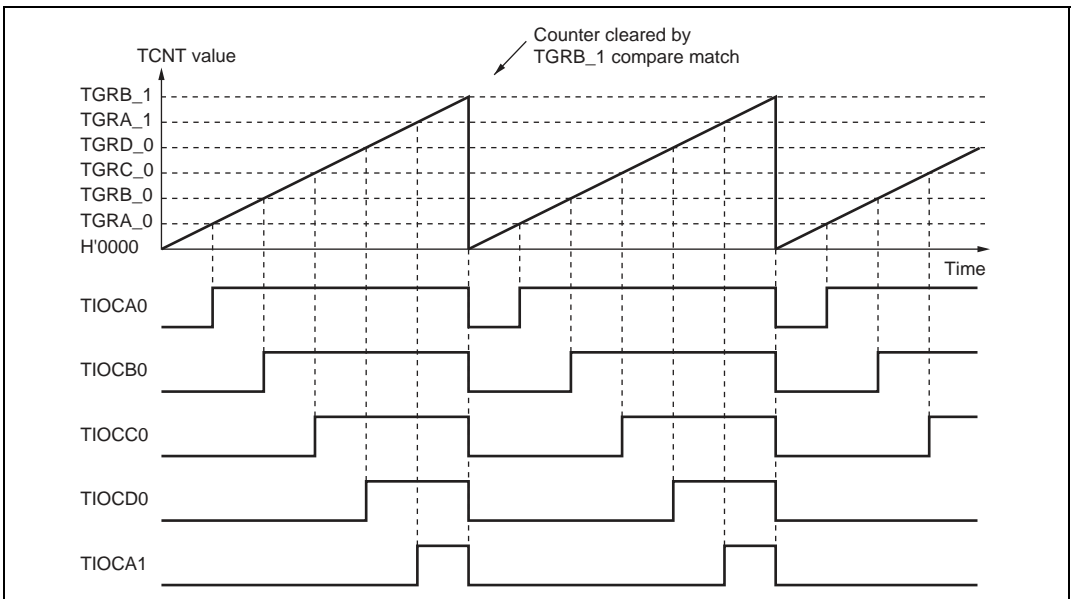 Counter cleared by
TGRB_1 compare match
TCNT value
TGRB_1
TGRA_1
TGRD_0
TGRC_0
TGRB_0
TGRA_0
H'0000
Time
TIOCA0
TIOCB0
TIOCC0
TIOCD0
TIOCA1